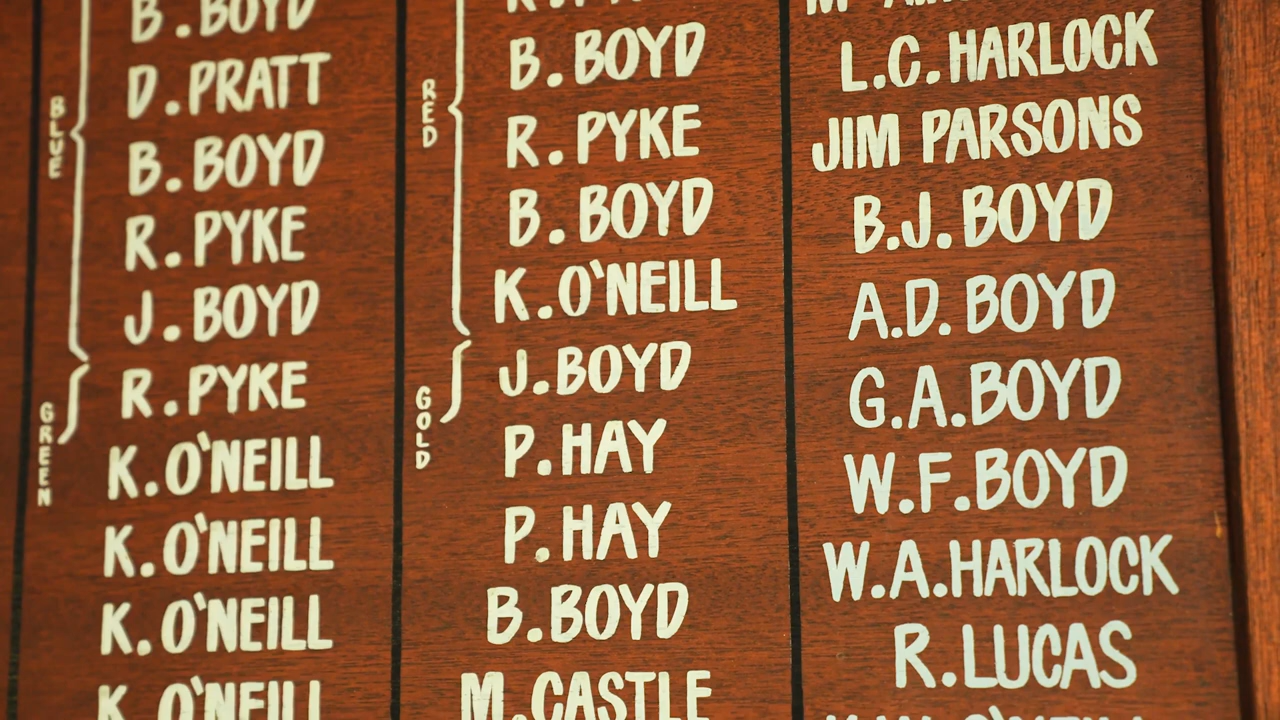 B.BOYD
D.PRATT
B.BOYD
R.PYKE
J.BOYD
R.PYKE
K.O'NEILL
K.O'NEILL
K.O'NEILL
K.O'NEILL
BLUE
GREEN
B.BOYD
R.PYKE
B.BOYD
K.O'NEILL
J.BOYD
P.HAY
P.HAY
B.BOYD
M.CASTLE
RED
GOLD
L.C.HARLOCK
JIM PARSONS
B.J.BOYD
A.D.BOYD
G.A.BOYD
W.F.BOYD
W.A.HARLOCK
R.LUCAS